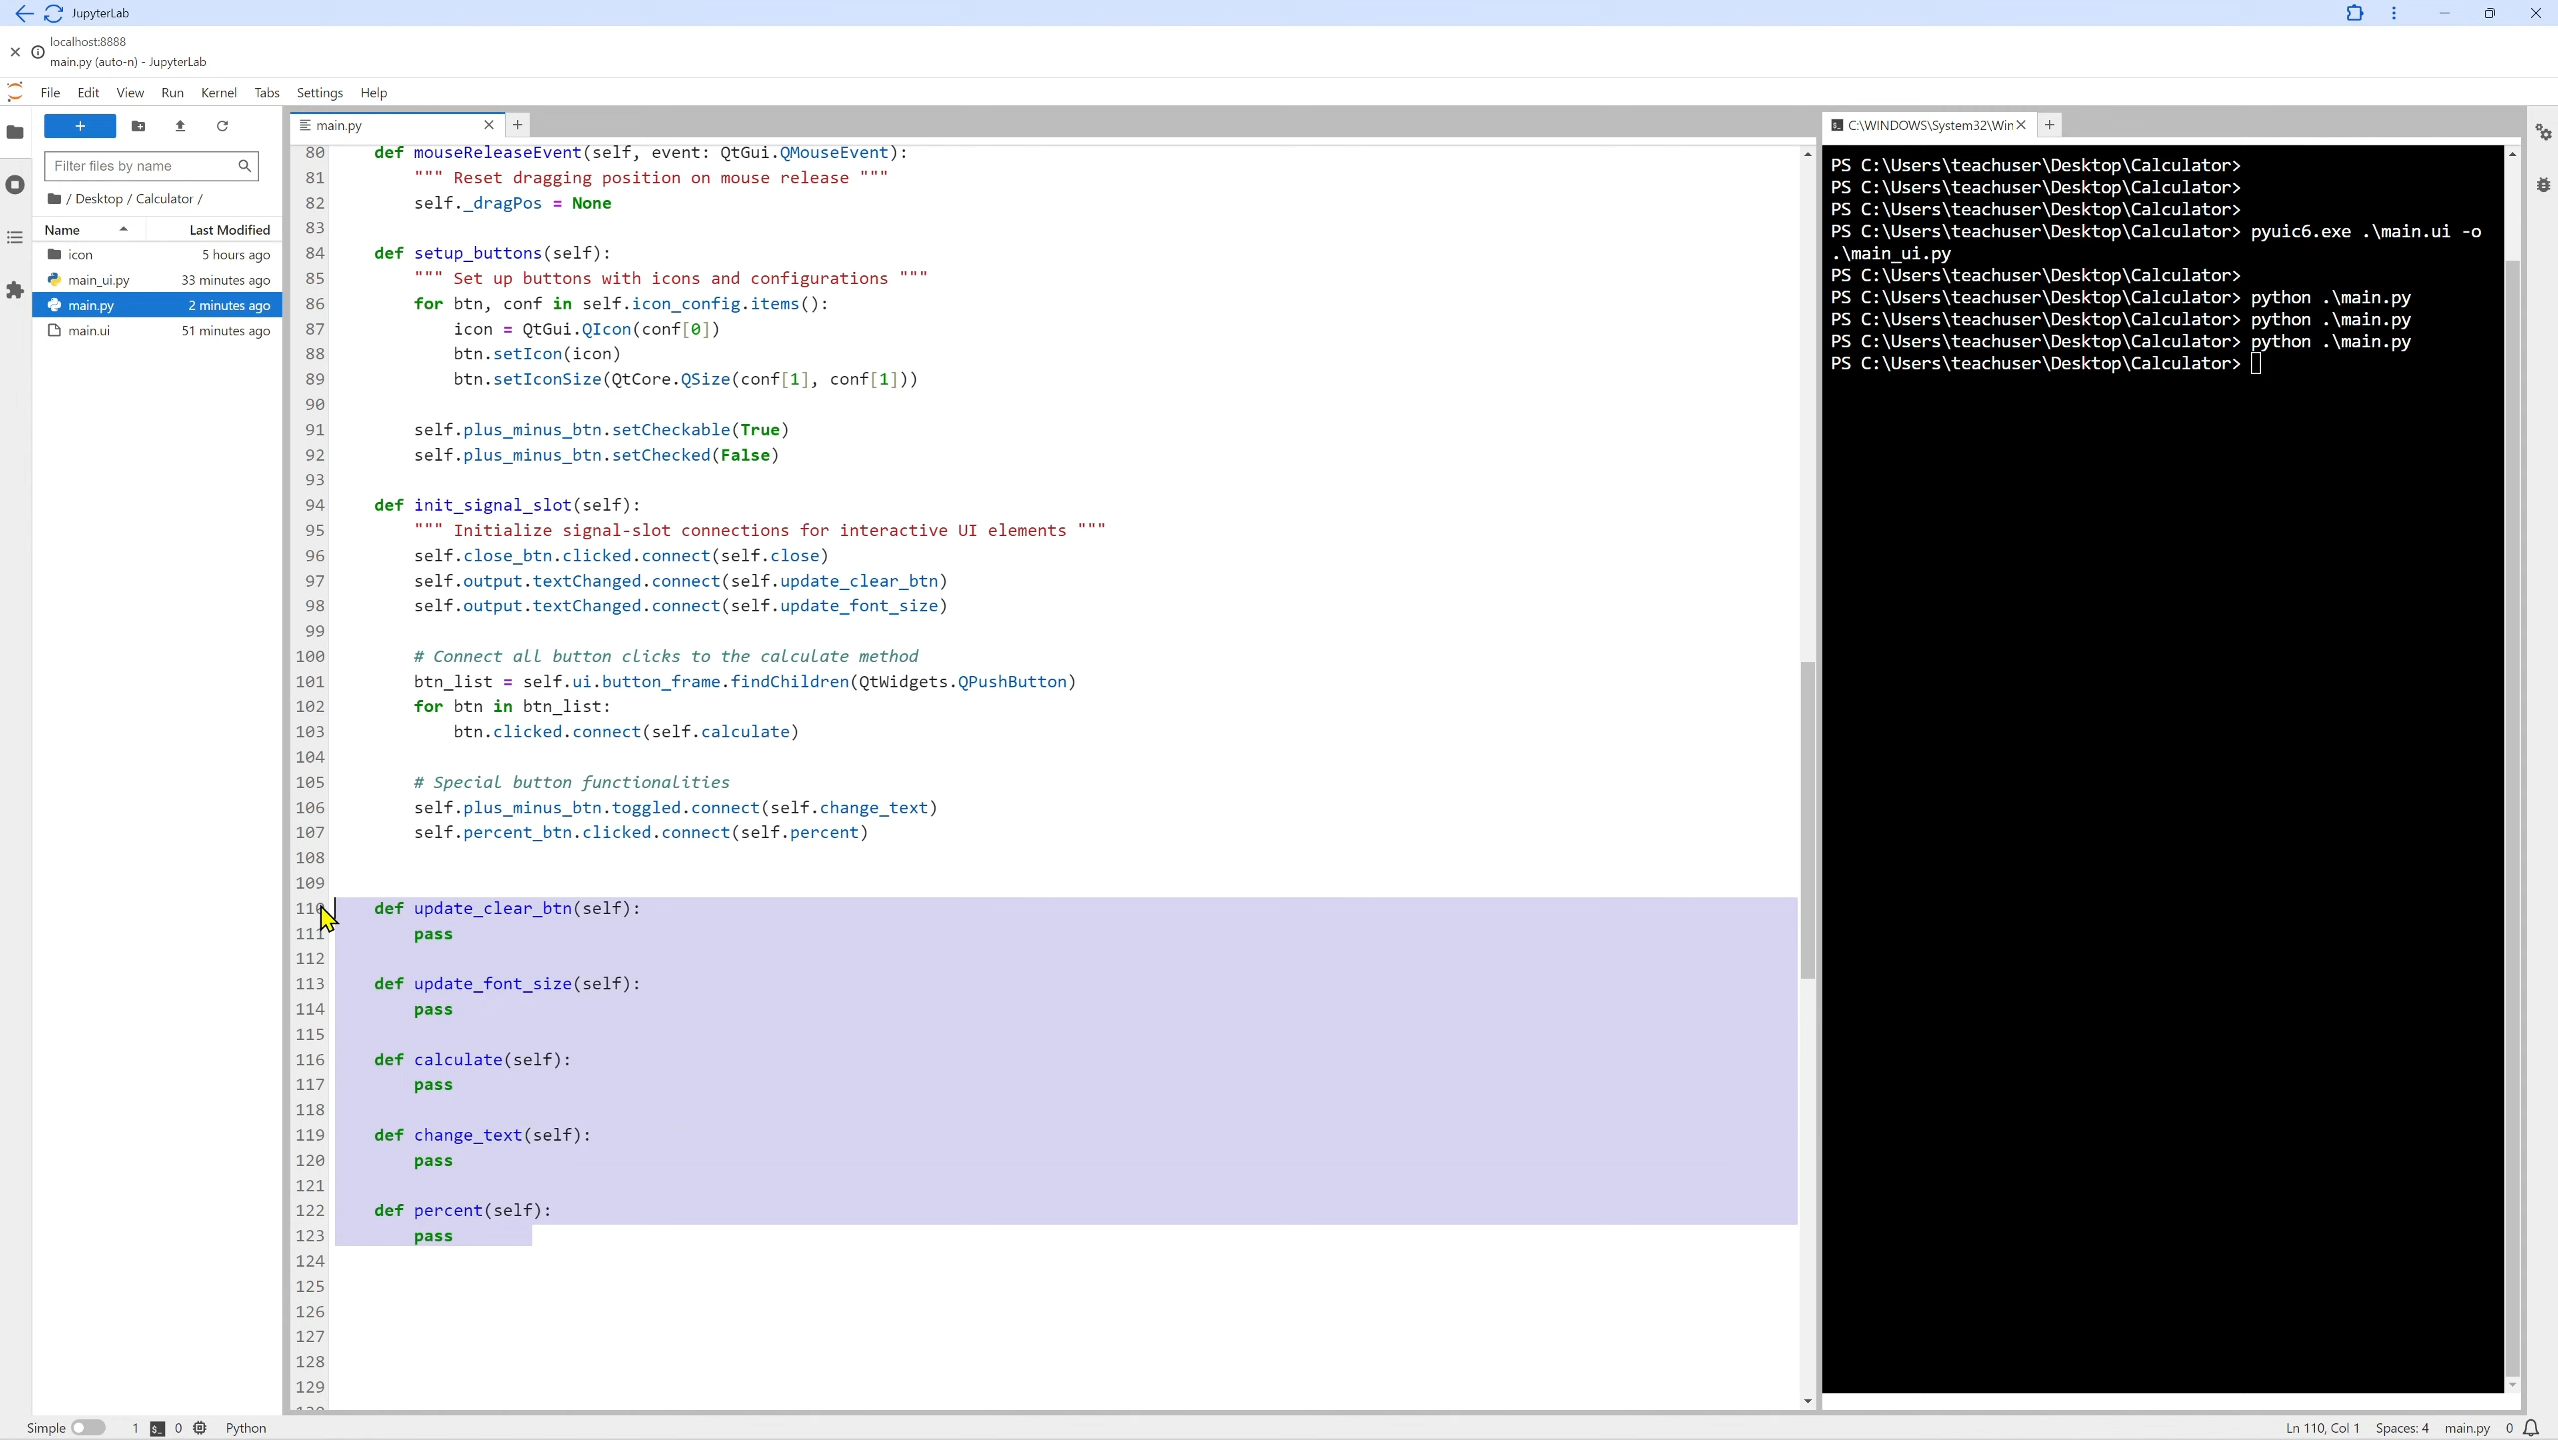 JupyterLab
localhost:8888
main.py (auto-n) - JupyterLab
File Edit View Run Kernel Tabs Settings Help
+
Filter files by name
/ Desktop / Calculator /
Name Last Modified
icon 5 hours ago
main_ui.py 33 minutes ago
main.py 2 minutes ago
main.ui 51 minutes ago
main.py
80 def mouseReleaseEvent(self, event: QtGui.QMouseEvent):
81 """ Reset dragging position on mouse release """
82 self._dragPos = None
83
84 def setup_buttons(self):
85 """ Set up buttons with icons and configurations """
86 for btn, conf in self.icon_config.items():
87 icon = QtGui.QIcon(conf[0])
88 btn.setIcon(icon)
89 btn.setIconSize(QtCore.QSize(conf[1], conf[1]))
90
91 self.plus_minus_btn.setCheckable(True)
92 self.plus_minus_btn.setChecked(False)
93
94 def init_signal_slot(self):
95 """ Initialize signal-slot connections for interactive UI elements """
96 self.close_btn.clicked.connect(self.close)
97 self.output.textChanged.connect(self.update_clear_btn)
98 self.output.textChanged.connect(self.update_font_size)
99
100 # Connect all button clicks to the calculate method
101 btn_list = self.ui.button_frame.findChildren(QtWidgets.QPushButton)
102 for btn in btn_list:
103 btn.clicked.connect(self.calculate)
104
105 # Special button functionalities
106 self.plus_minus_btn.toggled.connect(self.change_text)
107 self.percent_btn.clicked.connect(self.percent)
108
109
110 def update_clear_btn(self):
111 pass
112
113 def update_font_size(self):
114 pass
115
116 def calculate(self):
117 pass
118
119 def change_text(self):
120 pass
121
122 def percent(self):
123 pass
124
125
126
127
128
129
C:\WINDOWS\System32\Win
PS C:\Users\teachuser\Desktop\Calculator>
PS C:\Users\teachuser\Desktop\Calculator>
PS C:\Users\teachuser\Desktop\Calculator>
PS C:\Users\teachuser\Desktop\Calculator> pyuic6.exe .\main.ui -o
.\main_ui.py
PS C:\Users\teachuser\Desktop\Calculator>
PS C:\Users\teachuser\Desktop\Calculator> python .\main.py
PS C:\Users\teachuser\Desktop\Calculator> python .\main.py
PS C:\Users\teachuser\Desktop\Calculator> python .\main.py
PS C:\Users\teachuser\Desktop\Calculator>
Simple 1 0 Python Ln 110, Col 1 Spaces: 4 main.py 0